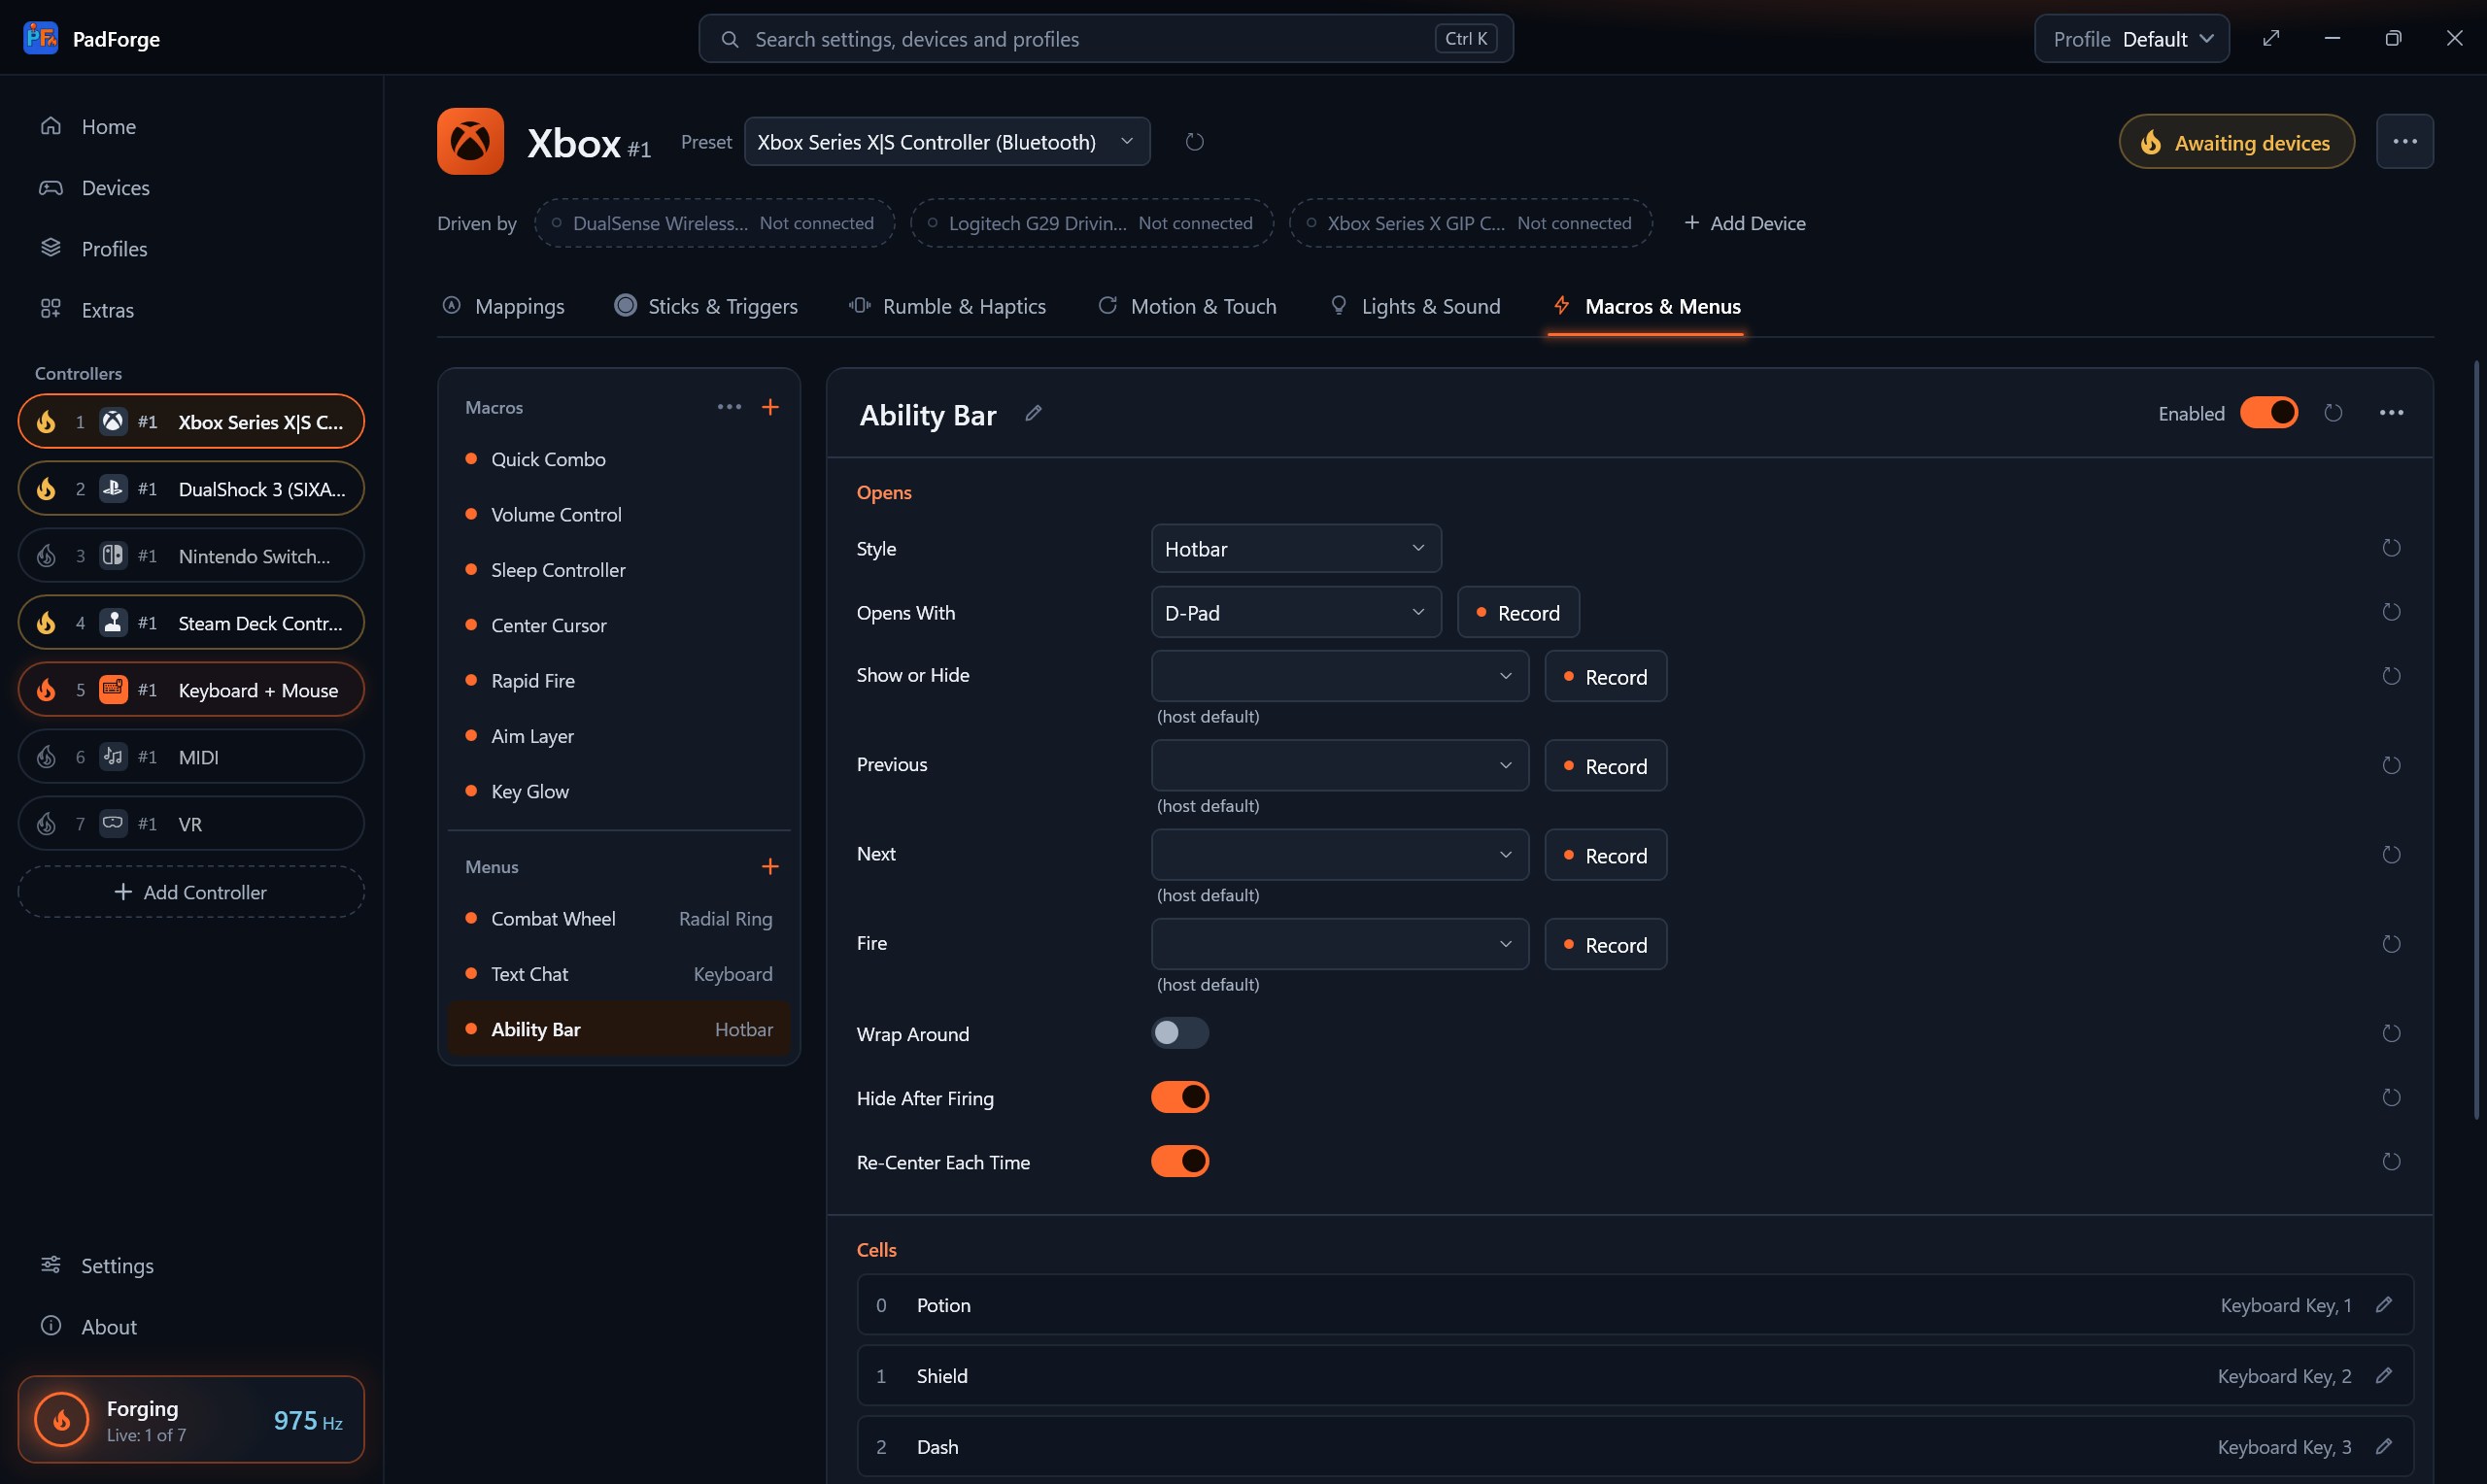 PadForge
Search settings, devices and profiles
Ctrl K
Profile Default
Home
Devices
Profiles
Extras
Controllers
1 #1 Xbox Series X|S C...
2 #1 DualShock 3 (SIXA...
3 #1 Nintendo Switch...
4 #1 Steam Deck Contr...
5 #1 Keyboard + Mouse
6 #1 MIDI
7 #1 VR
+ Add Controller
Settings
About
Forging
Live: 1 of 7
975 Hz
Xbox #1
Preset
Xbox Series X|S Controller (Bluetooth)
Awaiting devices
Driven by
DualSense Wireless... Not connected
Logitech G29 Drivin... Not connected
Xbox Series X GIP C... Not connected
+ Add Device
Mappings
Sticks & Triggers
Rumble & Haptics
Motion & Touch
Lights & Sound
Macros & Menus
Macros
Quick Combo
Volume Control
Sleep Controller
Center Cursor
Rapid Fire
Aim Layer
Key Glow
Menus
Combat Wheel Radial Ring
Text Chat Keyboard
Ability Bar Hotbar
Ability Bar
Enabled
Opens
Style Hotbar
Opens With D-Pad Record
Show or Hide Record
(host default)
Previous Record
(host default)
Next Record
(host default)
Fire Record
(host default)
Wrap Around
Hide After Firing
Re-Center Each Time
Cells
0 Potion Keyboard Key, 1
1 Shield Keyboard Key, 2
2 Dash Keyboard Key, 3